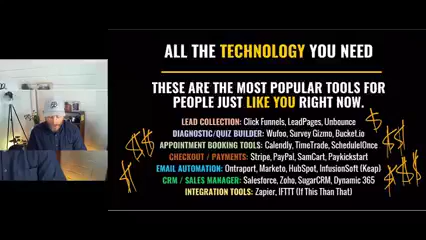 ALL THE TECHNOLOGY YOU NEED
THESE ARE THE MOST POPULAR TOOLS FOR
PEOPLE JUST LIKE YOU RIGHT NOW.
LEAD COLLECTION: Click Funnels, LeadPages, Unbounce
DIAGNOSTIC/QUIZ BUILDER: Wufoo, Survey Gizmo, Bucket.io
APPOINTMENT BOOKING TOOLS: Calendly, TimeTrade, ScheduleOnce
CHECKOUT / PAYMENTS: Stripe, PayPal, SamCart, Paykickstart
EMAIL AUTOMATION: Ontraport, Marketo, HubSpot, InfusionSoft (Keap)
CRM / SALES MANAGER: Salesforce, Zoho, SugarCRM, Dynamic 365
INTEGRATION TOOLS: Zapier, IFTTT (If This Than That)
$
$$
$
$$
$$$